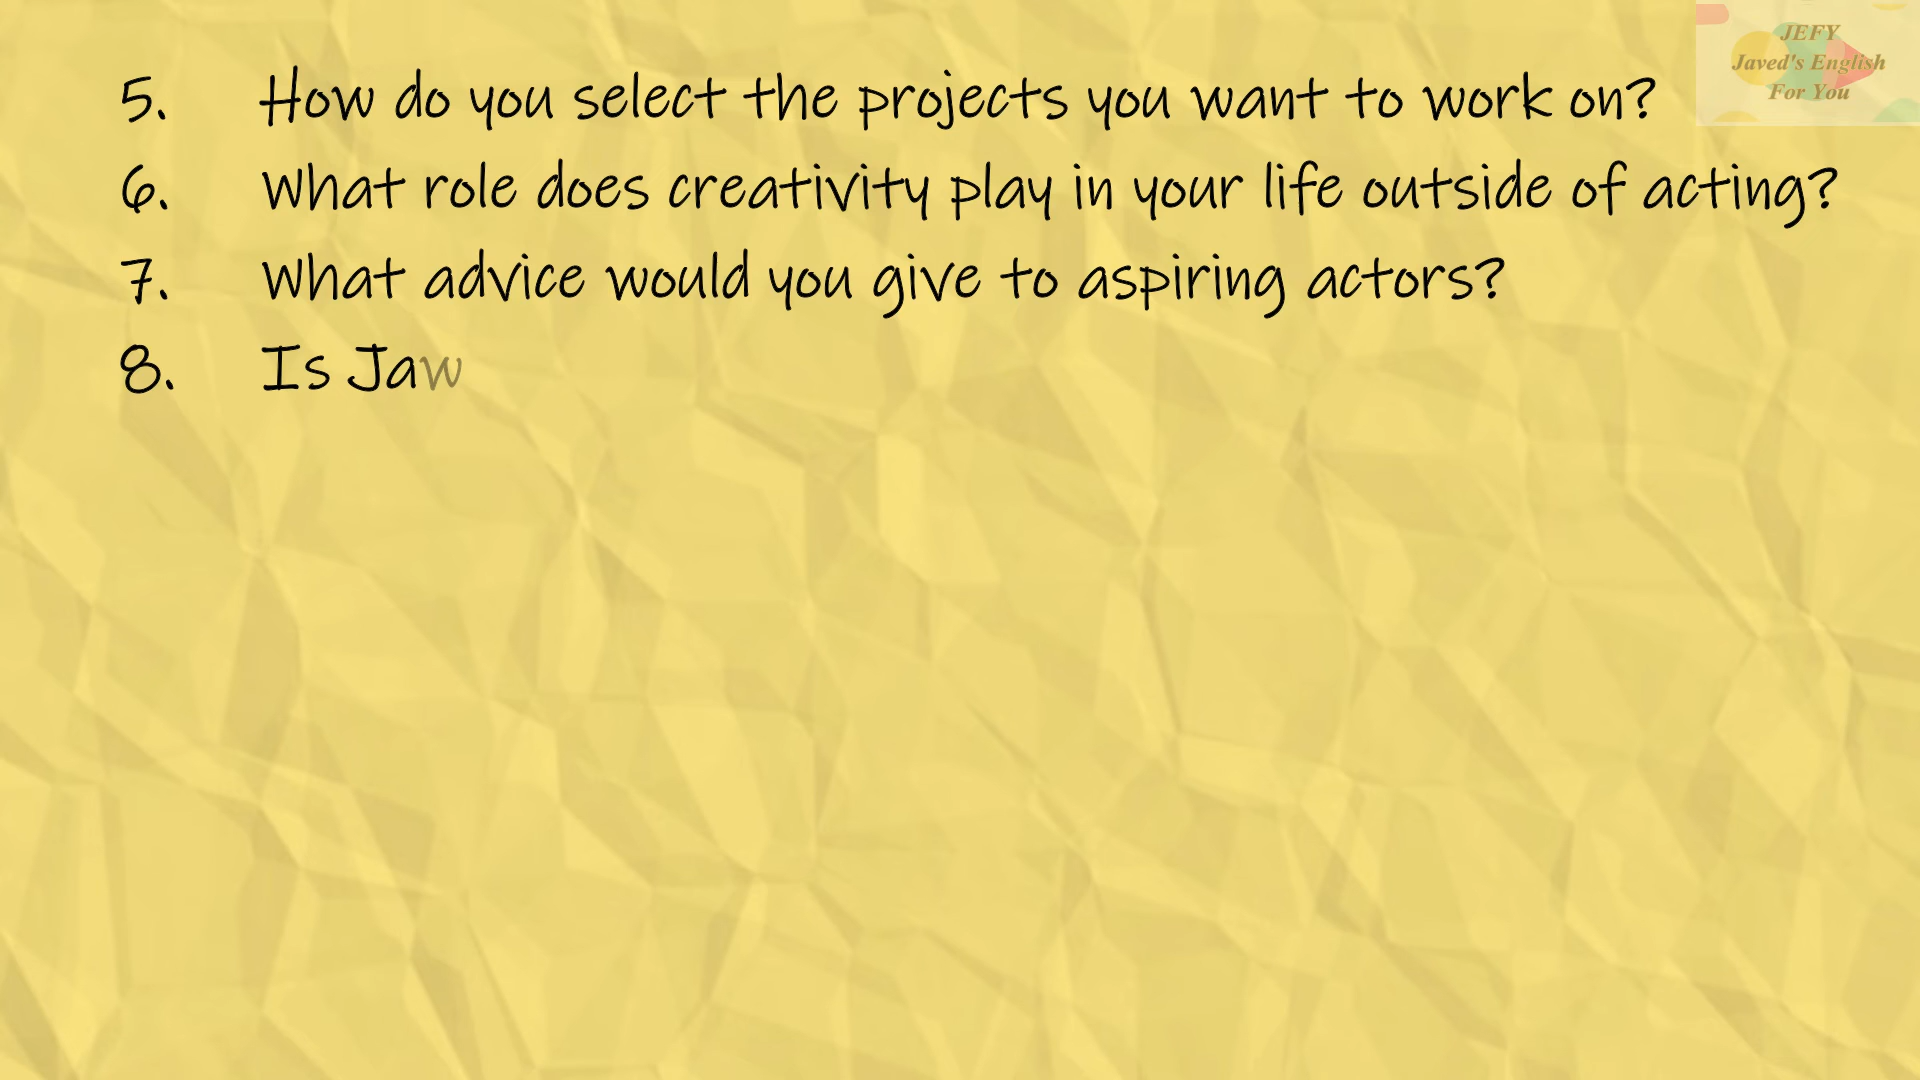 JEFY
Javed's English
For You
5. How do you select the projects you want to work on?
6. What role does creativity play in your life outside of acting?
7. What advice would you give to aspiring actors?
8. Is Jaw